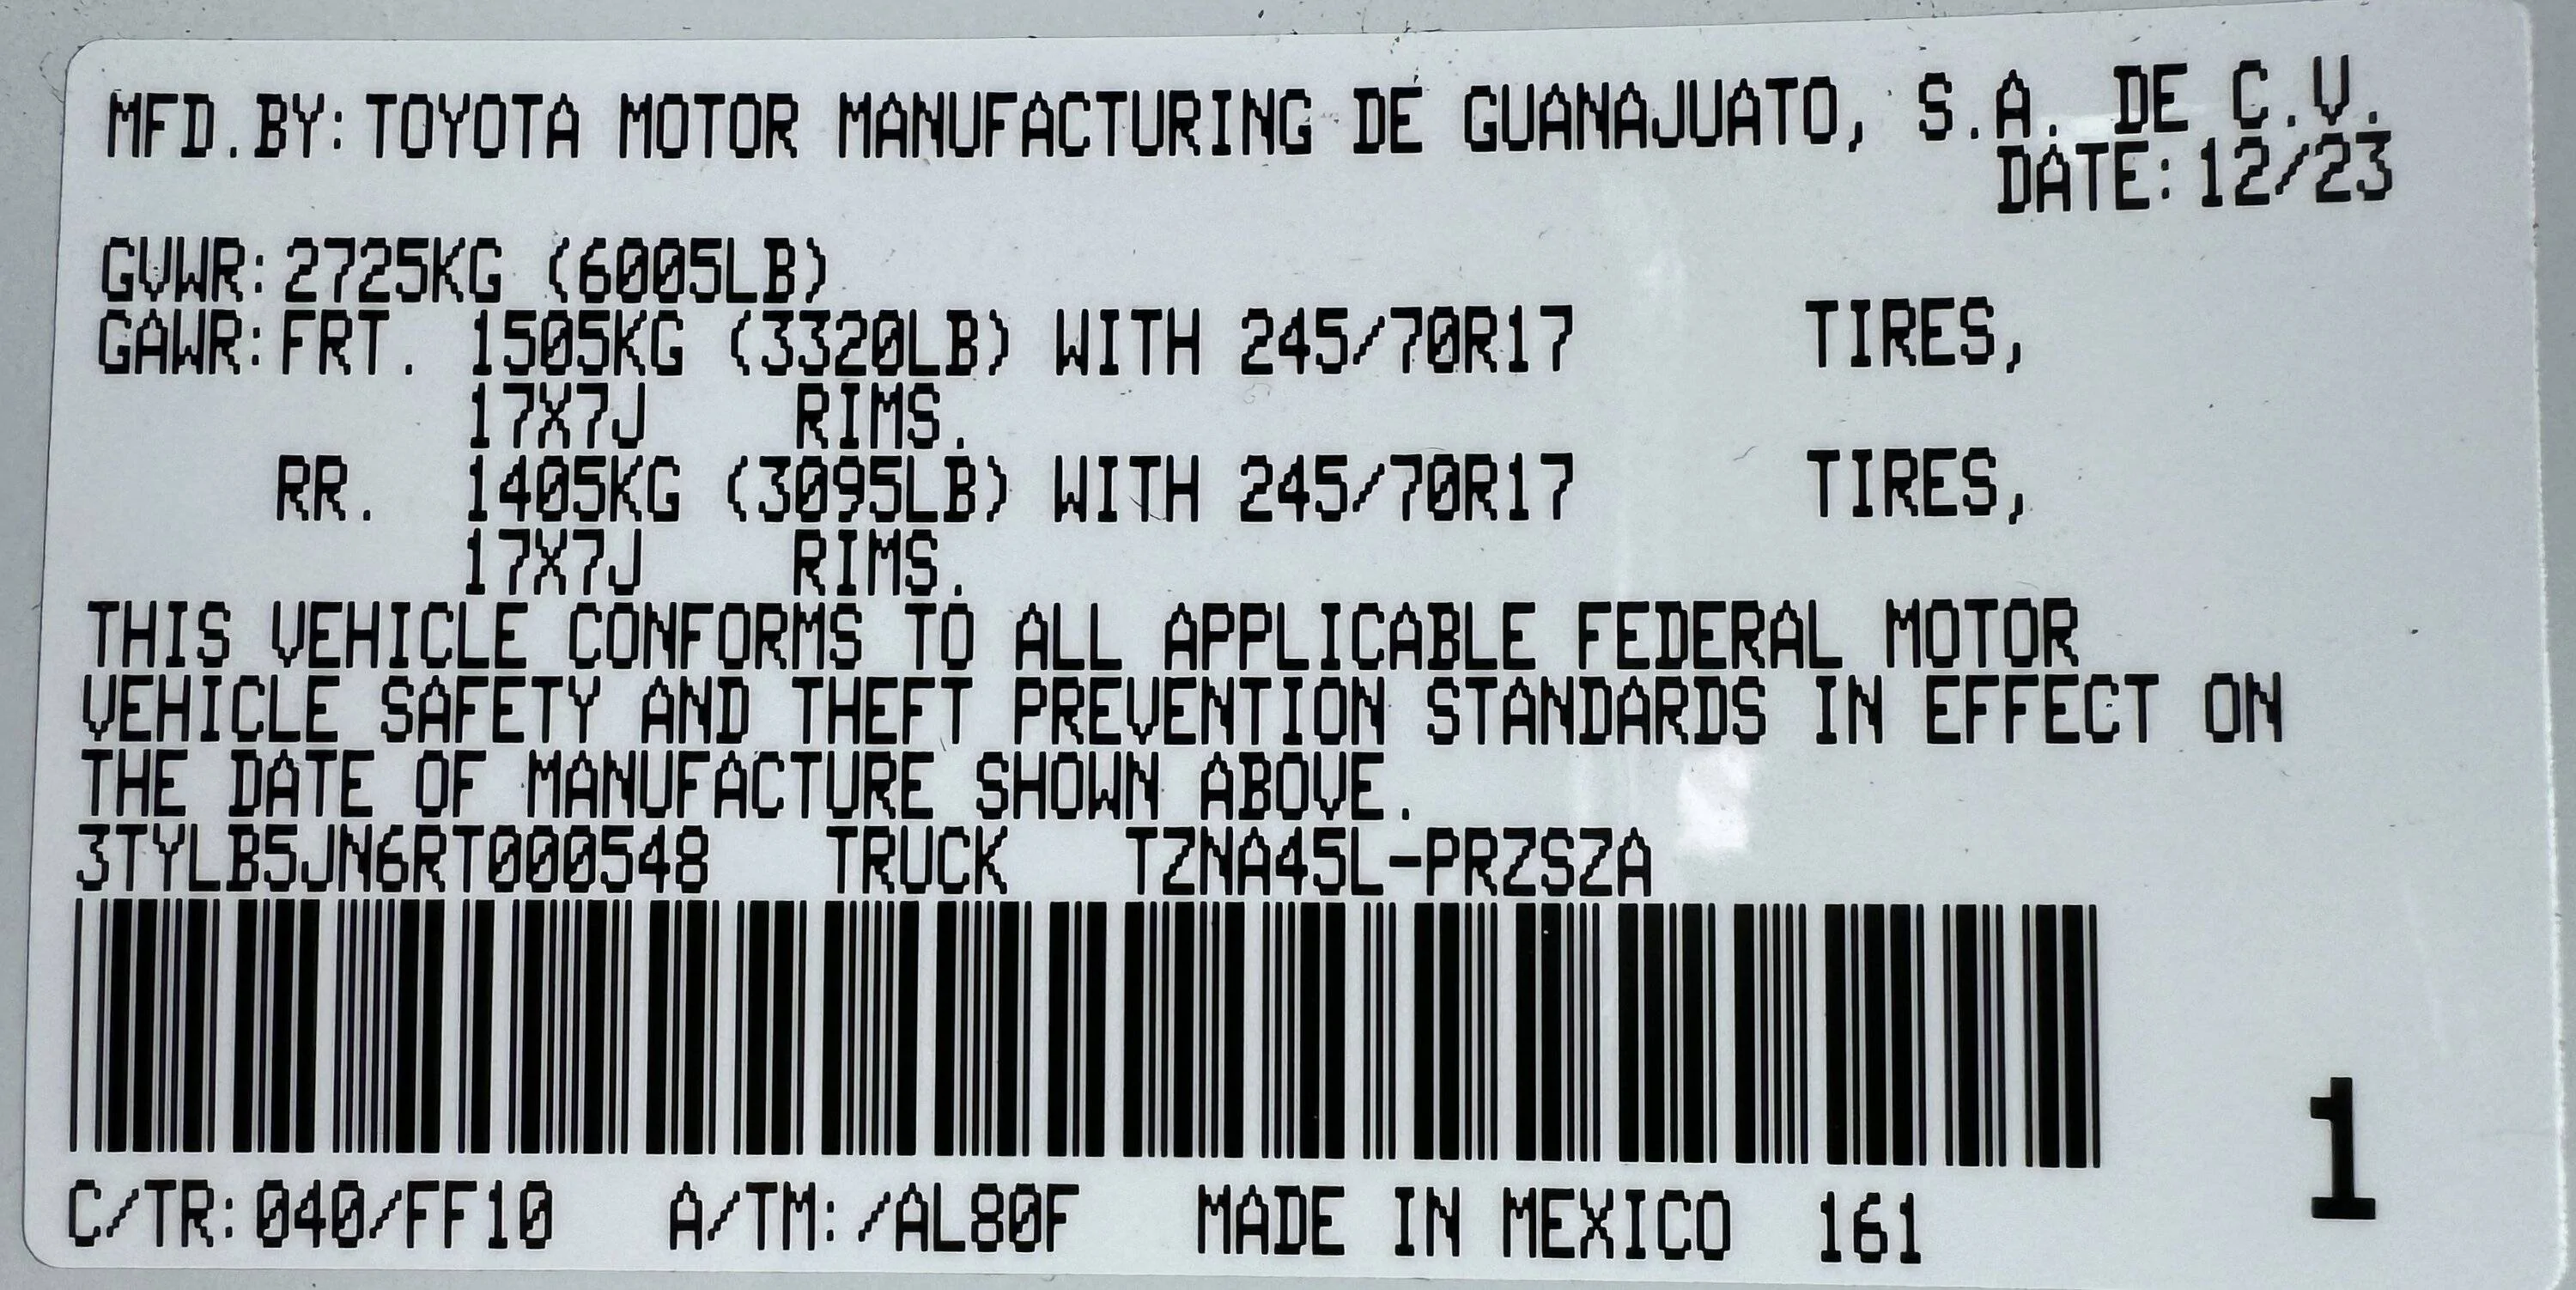 MFD.BY: TOYOTA MOTOR MANUFACTURING DE GUANAJUATO, S.A. DE C.V.
DATE: 12/23
GVWR: 2725KG (6005LB)
GAWR: FRT. 1505KG (3320LB) WITH 245/70R17 TIRES,
17X7J RIMS.
RR. 1405KG (3095LB) WITH 245/70R17 TIRES,
17X7J RIMS.
THIS VEHICLE CONFORMS TO ALL APPLICABLE FEDERAL MOTOR
VEHICLE SAFETY AND THEFT PREVENTION STANDARDS IN EFFECT ON
THE DATE OF MANUFACTURE SHOWN ABOVE.
3TYLB5JN6RT000548 TRUCK TZNA45L-PRZSZA
C/TR: 040/FF10 A/TM: /AL80F MADE IN MEXICO 161
1